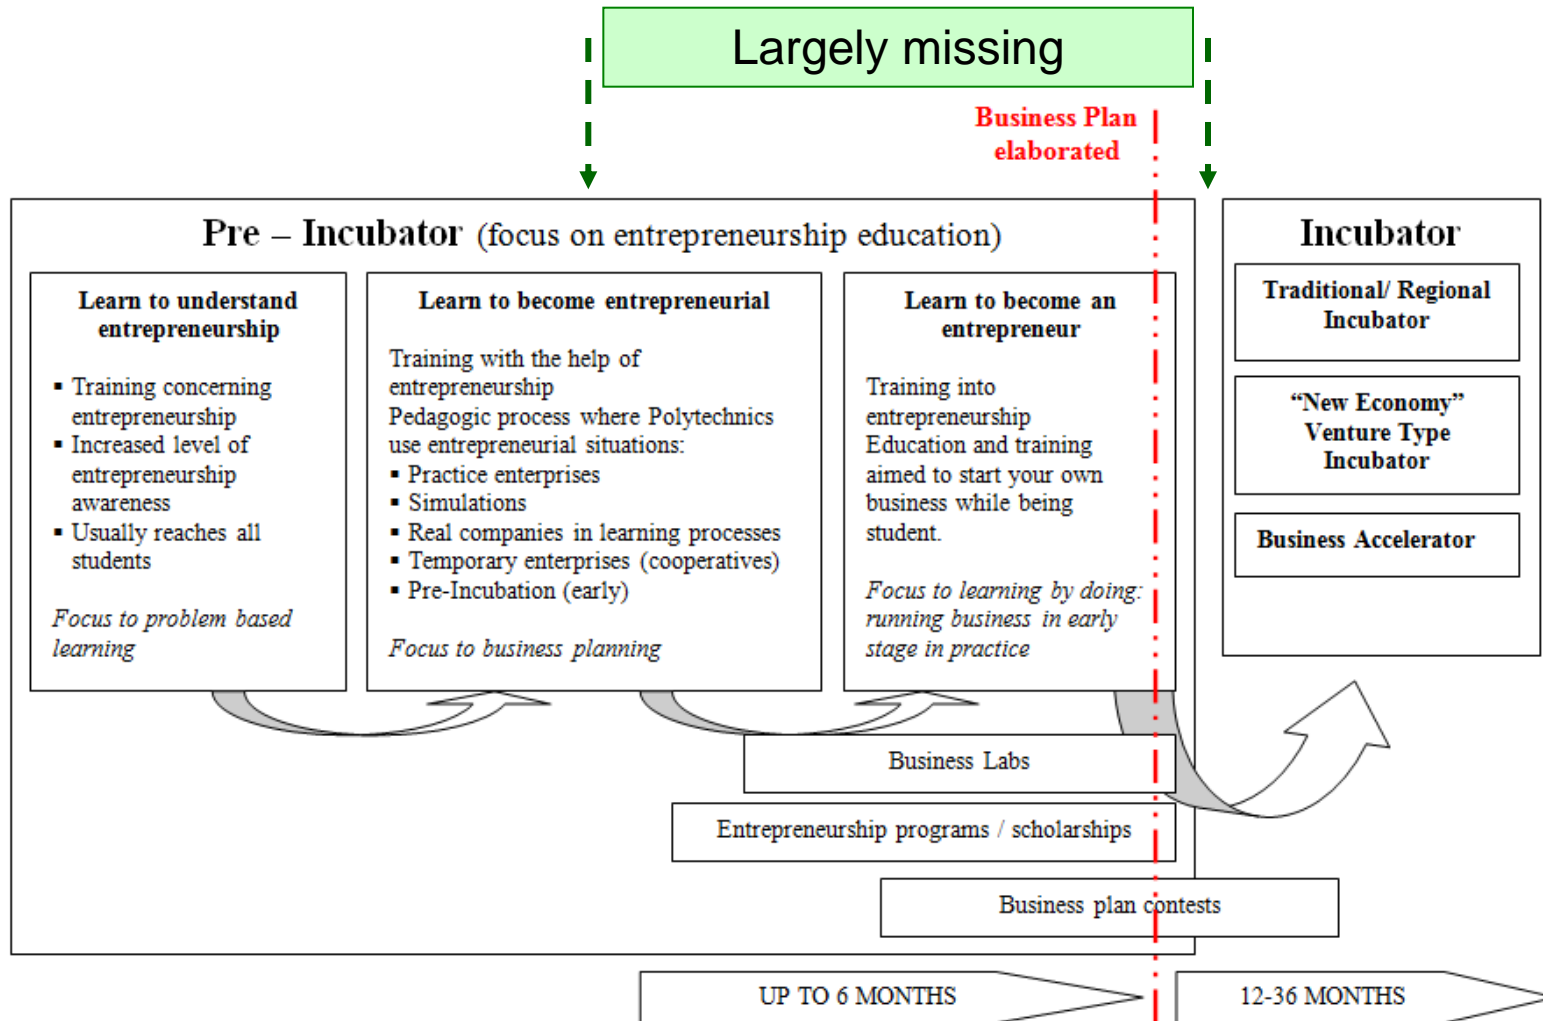 Largely missing
Business Plan
elaborated
Pre – Incubator (focus on entrepreneurship education)
Learn to understand
entrepreneurship
▪ Training concerning
entrepreneurship
▪ Increased level of
entrepreneurship
awareness
▪ Usually reaches all
students
Focus to problem based
learning
Learn to become entrepreneurial
Training with the help of
entrepreneurship
Pedagogic process where Polytechnics
use entrepreneurial situations:
▪ Practice enterprises
▪ Simulations
▪ Real companies in learning processes
▪ Temporary enterprises (cooperatives)
▪ Pre-Incubation (early)
Focus to business planning
Learn to become an
entrepreneur
Training into
entrepreneurship
Education and training
aimed to start your own
business while being
student.
Focus to learning by doing:
running business in early
stage in practice
Incubator
Traditional/ Regional
Incubator
“New Economy”
Venture Type
Incubator
Business Accelerator
Business Labs
Entrepreneurship programs / scholarships
Business plan contests
UP TO 6 MONTHS
12-36 MONTHS